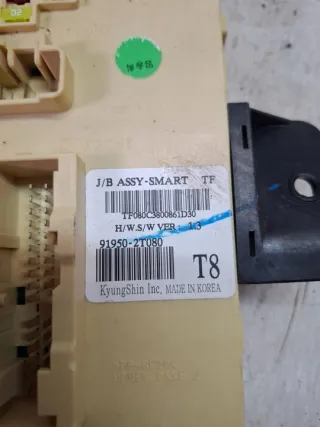 J/B ASSY-SMART TF
TF080C3800861D30
H/W.S/W VER : 1.3
91950-2T080
T8
KyungShin Inc, MADE IN KOREA